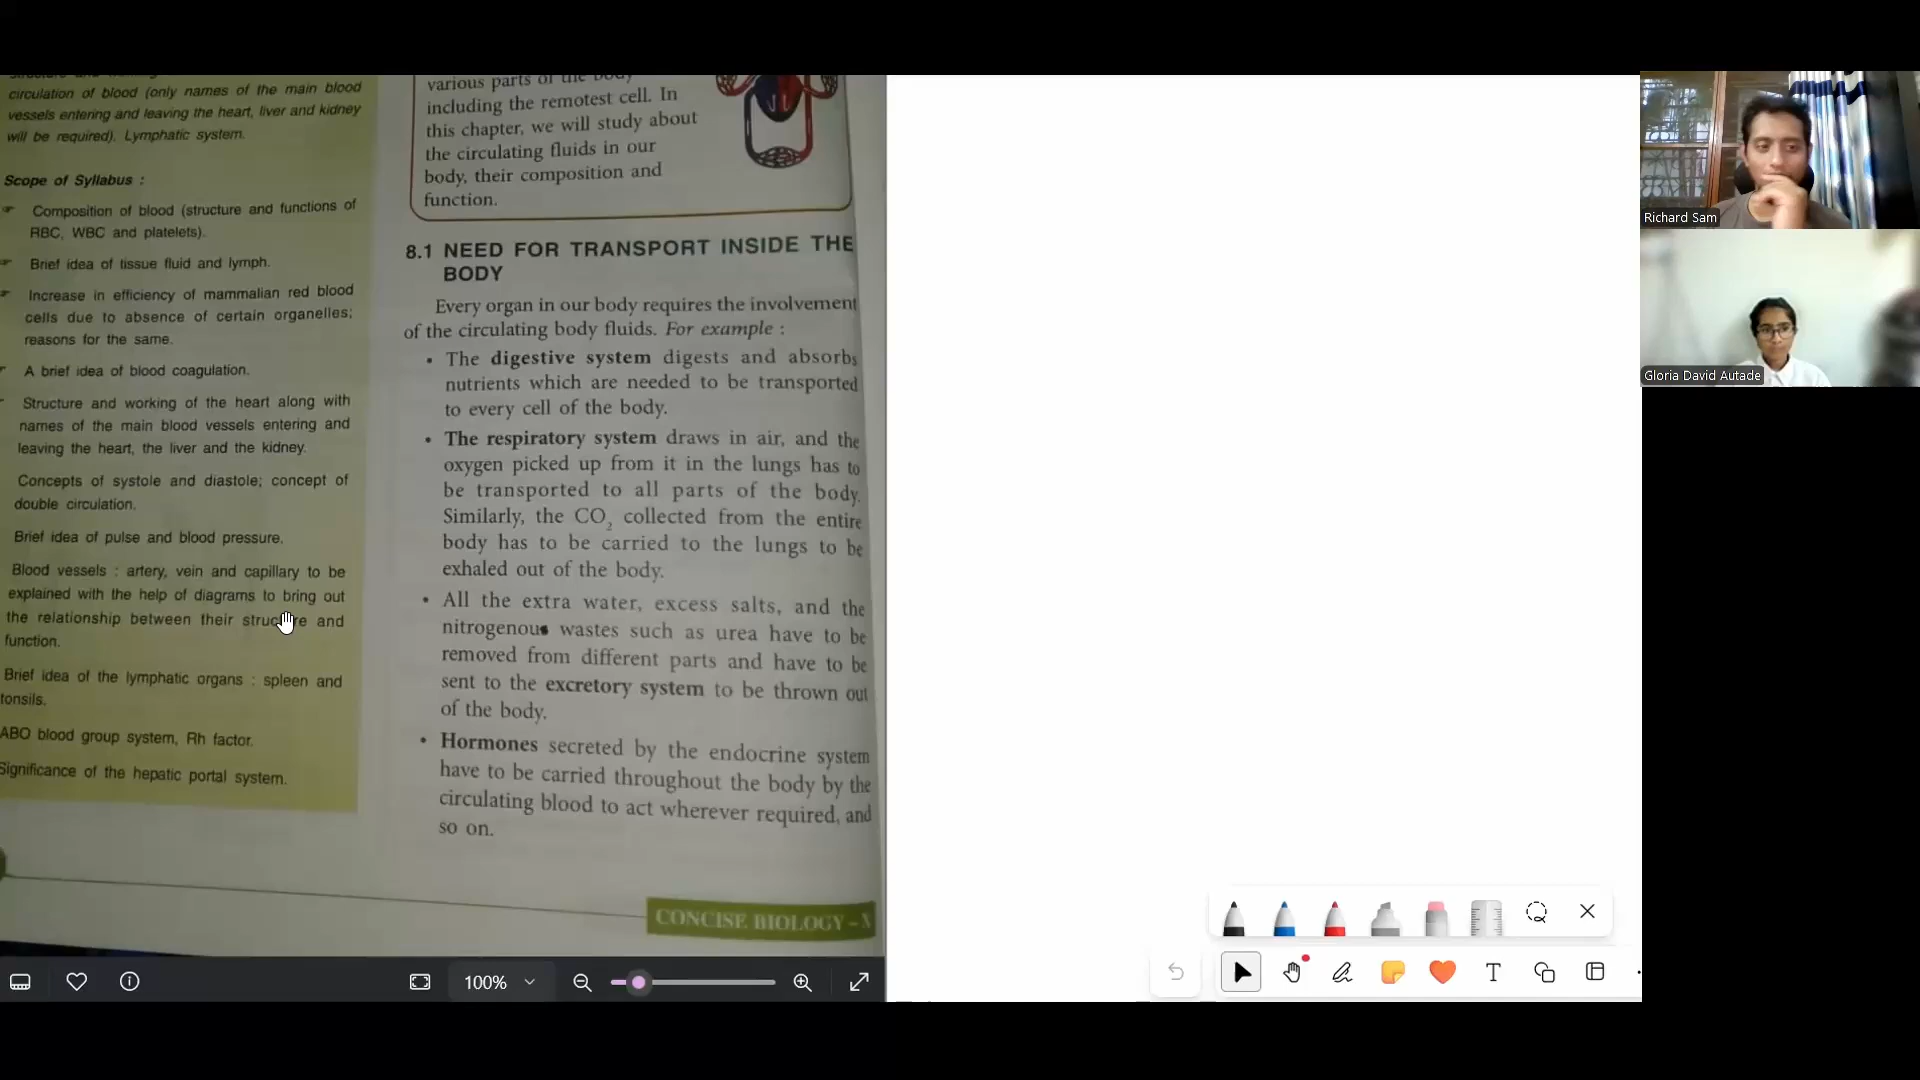 circulation of blood (only names of the main blood
vessels entering and leaving the heart, liver and kidney
will be required). Lymphatic system.
Scope of Syllabus :
Composition of blood (structure and functions of
RBC, WBC and platelets).
Brief idea of tissue fluid and lymph.
Increase in efficiency of mammalian red blood
cells due to absence of certain organelles;
reasons for the same.
A brief idea of blood coagulation.
Structure and working of the heart along with
names of the main blood vessels entering and
leaving the heart, the liver and the kidney.
Concepts of systole and diastole; concept of
double circulation.
Brief idea of pulse and blood pressure.
Blood vessels : artery, vein and capillary to be
explained with the help of diagrams to bring out
the relationship between their structure and
function.
Brief idea of the lymphatic organs : spleen and
tonsils.
ABO blood group system, Rh factor.
Significance of the hepatic portal system.
various parts of the body
including the remotest cell. In
this chapter, we will study about
the circulating fluids in our
body, their composition and
function.
8.1 NEED FOR TRANSPORT INSIDE THE
BODY
Every organ in our body requires the involvement
of the circulating body fluids. For example :
• The digestive system digests and absorbs
nutrients which are needed to be transported
to every cell of the body.
• The respiratory system draws in air, and the
oxygen picked up from it in the lungs has to
be transported to all parts of the body.
Similarly, the CO₂ collected from the entire
body has to be carried to the lungs to be
exhaled out of the body.
• All the extra water, excess salts, and the
nitrogenous wastes such as urea have to be
removed from different parts and have to be
sent to the excretory system to be thrown out
of the body.
• Hormones secreted by the endocrine system
have to be carried throughout the body by the
circulating blood to act wherever required, and
so on.
CONCISE BIOLOGY – X
100%
Richard Sam
Gloria David Autade